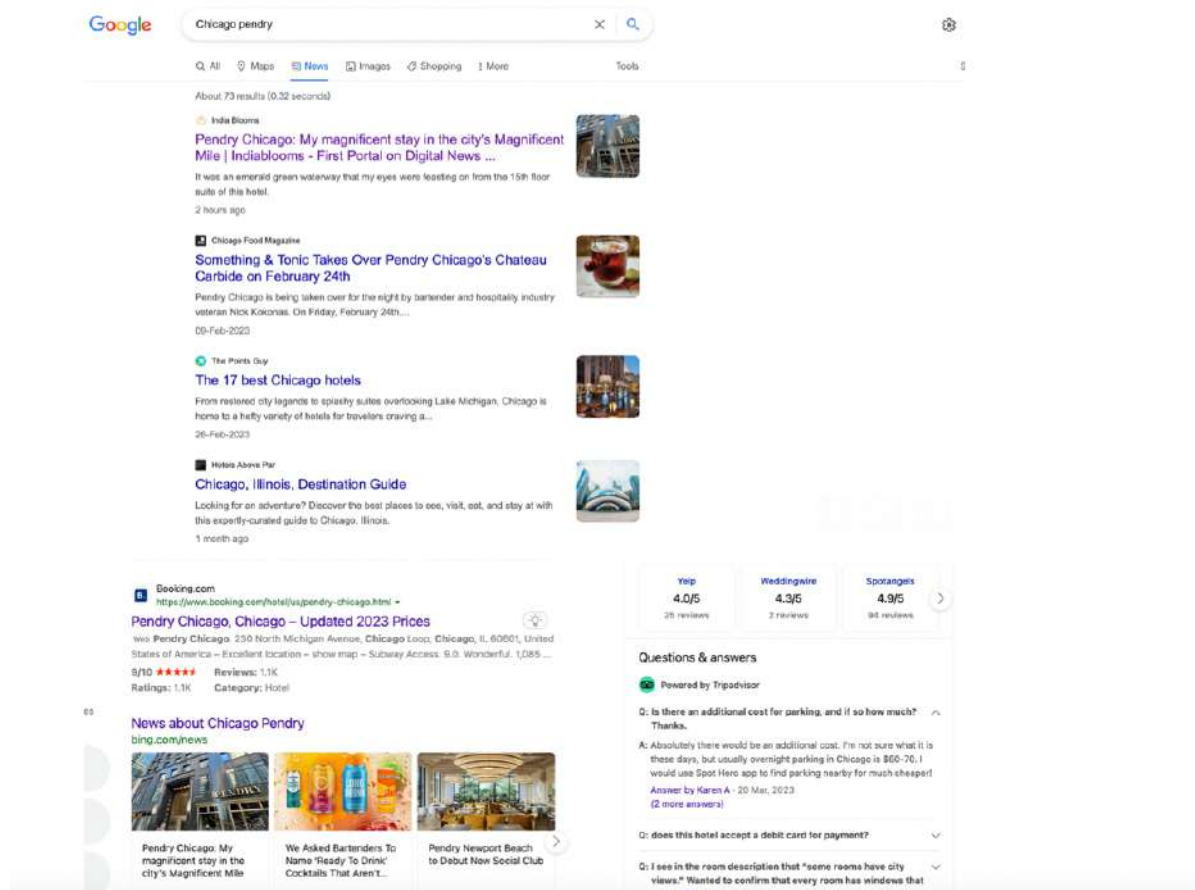 Google
Chicago pendry
All
Maps
News
Images
Shopping
More
Tools
About 73 results (0.32 seconds)
India Blooms
Pendry Chicago: My magnificent stay in the city's Magnificent
Mile | Indiablooms - First Portal on Digital News ...
It was an emerald green waterway that my eyes were feasting on from the 15th floor
suite of this hotel.
2 hours ago
Chicago Food Magazine
Something & Tonic Takes Over Pendry Chicago's Chateau
Carbide on February 24th
Pendry Chicago is being taken over for the night by bartender and hospitality industry
veteran Nick Kokonas. On Friday, February 24th....
09-Feb-2023
The Points Guy
The 17 best Chicago hotels
From restored city legends to splashy suites overlooking Lake Michigan, Chicago is
home to a hefty variety of hotels for travelers craving a...
26-Feb-2023
Hotels Above Par
Chicago, Illinois, Destination Guide
Looking for an adventure? Discover the best places to see, visit, eat, and stay at with
this expertly-curated guide to Chicago, Illinois.
1 month ago
Booking.com
https://www.booking.com/hotel/us/pendry-chicago.html
Pendry Chicago, Chicago – Updated 2023 Prices
Web Pendry Chicago. 230 North Michigan Avenue, Chicago Loop, Chicago, IL 60601, United
States of America – Excellent location – show map – Subway Access. 9.0. Wonderful. 1,085 ...
9/10
Reviews: 1.1K
Ratings: 1.1K
Category: Hotel
News about Chicago Pendry
bing.com/news
PENDRY
Pendry Chicago: My
magnificent stay in the
city's Magnificent Mile
We Asked Bartenders To
Name 'Ready To Drink'
Cocktails That Aren't...
Pendry Newport Beach
to Debut New Social Club
Yelp
4.0/5
25 reviews
Weddingwire
4.3/5
2 reviews
Spotangels
4.9/5
94 reviews
Questions & answers
Powered by Tripadvisor
Q: Is there an additional cost for parking, and if so how much?
Thanks.
A: Absolutely there would be an additional cost. I'm not sure what it is
these days, but usually overnight parking in Chicago is $60-70. I
would use Spot Hero app to find parking nearby for much cheaper!
Answer by Karen A · 20 Mar, 2023
(2 more answers)
Q: does this hotel accept a debit card for payment?
Q: I see in the room description that "some rooms have city
views." Wanted to confirm that every room has windows that